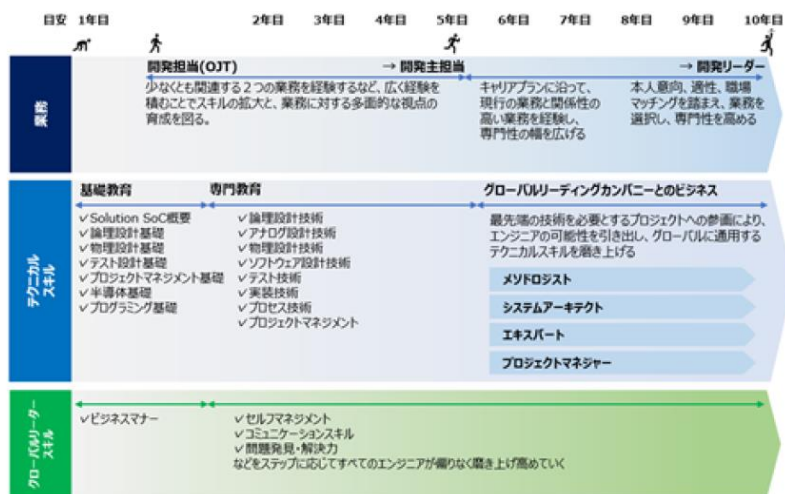 目安 1年目 2年目 3年目 4年目 5年目 6年目 7年目 8年目 9年目 10年目
業務
開発担当(OJT) → 開発主担当 → 開発リーダー
少なくとも関連する２つの業務を経験するなど、広く経験を
積むことでスキルの拡大と、業務に対する多面的な視点の
育成を図る。
キャリアプランに沿って、
現行の業務と関係性の
高い業務を経験し、
専門性の幅を広げる
本人意向、適性、職場
マッチングを踏まえ、業務を
選択し、専門性を高める
テクニカル
スキル
基礎教育
✓Solution SoC概要
✓論理設計基礎
✓物理設計基礎
✓テスト設計基礎
✓プロジェクトマネジメント基礎
✓半導体基礎
✓プログラミング基礎
専門教育
✓論理設計技術
✓アナログ設計技術
✓物理設計技術
✓ソフトウェア設計技術
✓テスト技術
✓実装技術
✓プロセス技術
✓プロジェクトマネジメント
グローバルリーディングカンパニーとのビジネス
最先端の技術を必要とするプロジェクトへの参画により、
エンジニアの可能性を引き出し、グローバルに通用する
テクニカルスキルを磨き上げる
メソドロジスト
システムアーキテクト
エキスパート
プロジェクトマネジャー
グローバルリーダー
スキル
✓ビジネスマナー
✓セルフマネジメント
✓コミュニケーションスキル
✓問題発見・解決力
などをステップに応じてすべてのエンジニアが偏りなく磨き上げ高めていく